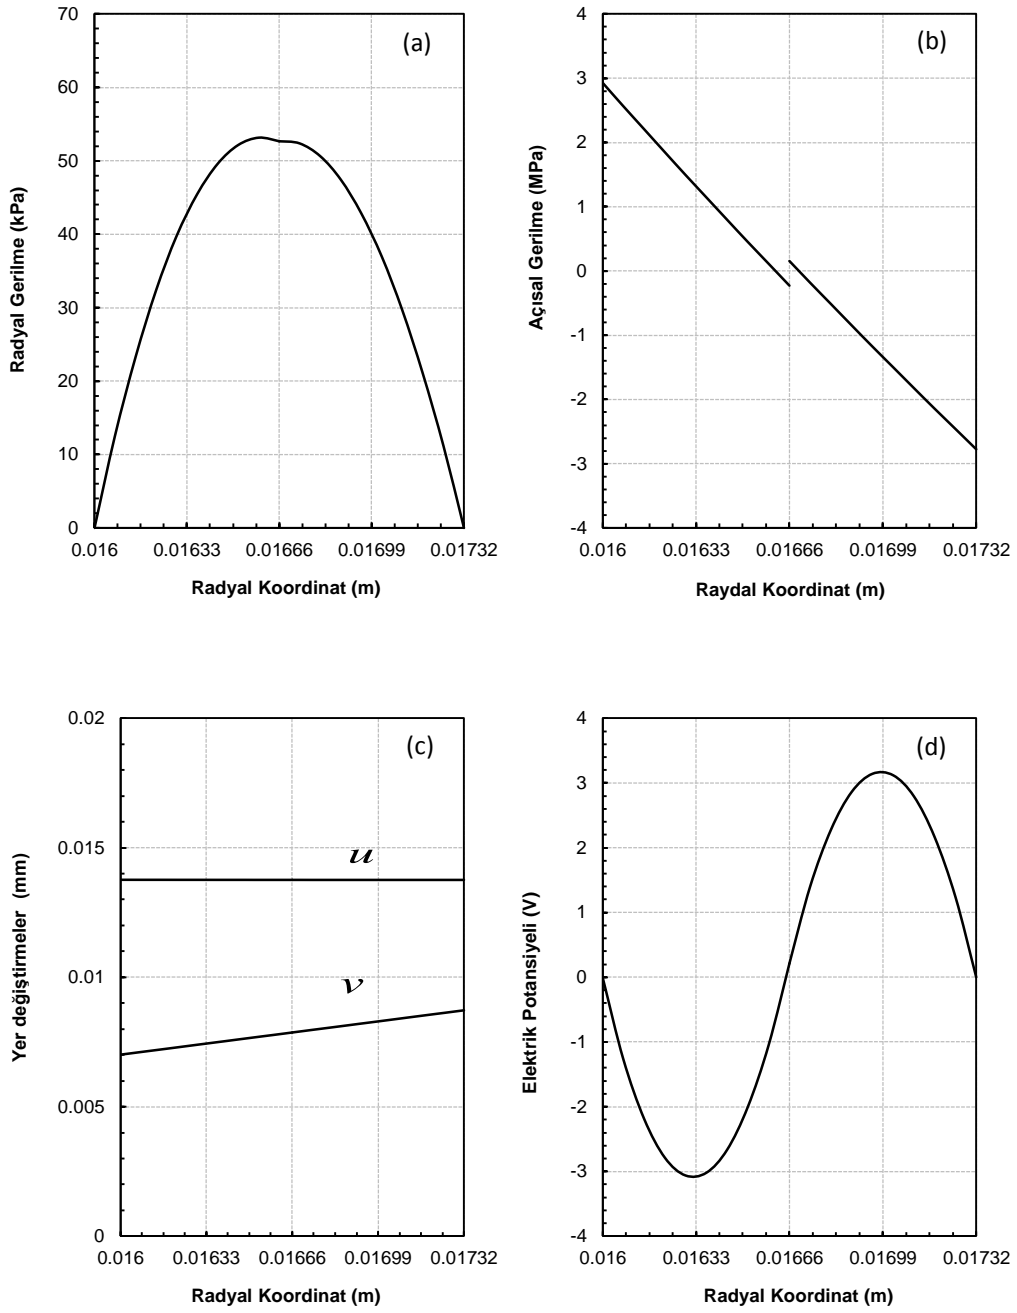 (a)
70
60
50
40
30
20
10
0
Radyal Gerilme (kPa)
0.016 0.01633 0.01666 0.01699 0.01732
Radyal Koordinat (m)
(b)
4
3
2
1
0
-1
-2
-3
-4
Açısal Gerilme (MPa)
0.016 0.01633 0.01666 0.01699 0.01732
Raydal Koordinat (m)
(c)
0.02
0.015
0.01
0.005
0
Yer değiştirmeler (mm)
u
v
0.016 0.01633 0.01666 0.01699 0.01732
Radyal Koordinat (m)
(d)
4
3
2
1
0
-1
-2
-3
-4
Elektrik Potansiyeli (V)
0.016 0.01633 0.01666 0.01699 0.01732
Radyal Koordinat (m)